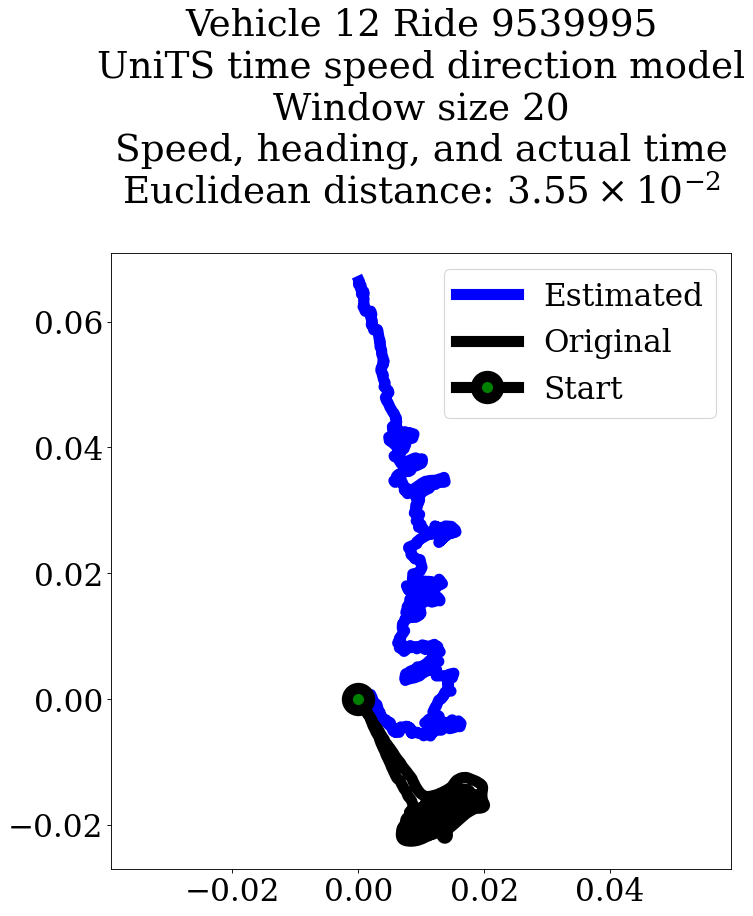 Vehicle 12 Ride 9539995
UniTS time speed direction model
Window size 20
Speed, heading, and actual time
Euclidean distance: 3.55 × 10⁻²
Estimated
Original
Start
0.06
0.04
0.02
0.00
−0.02
−0.02 0.00 0.02 0.04